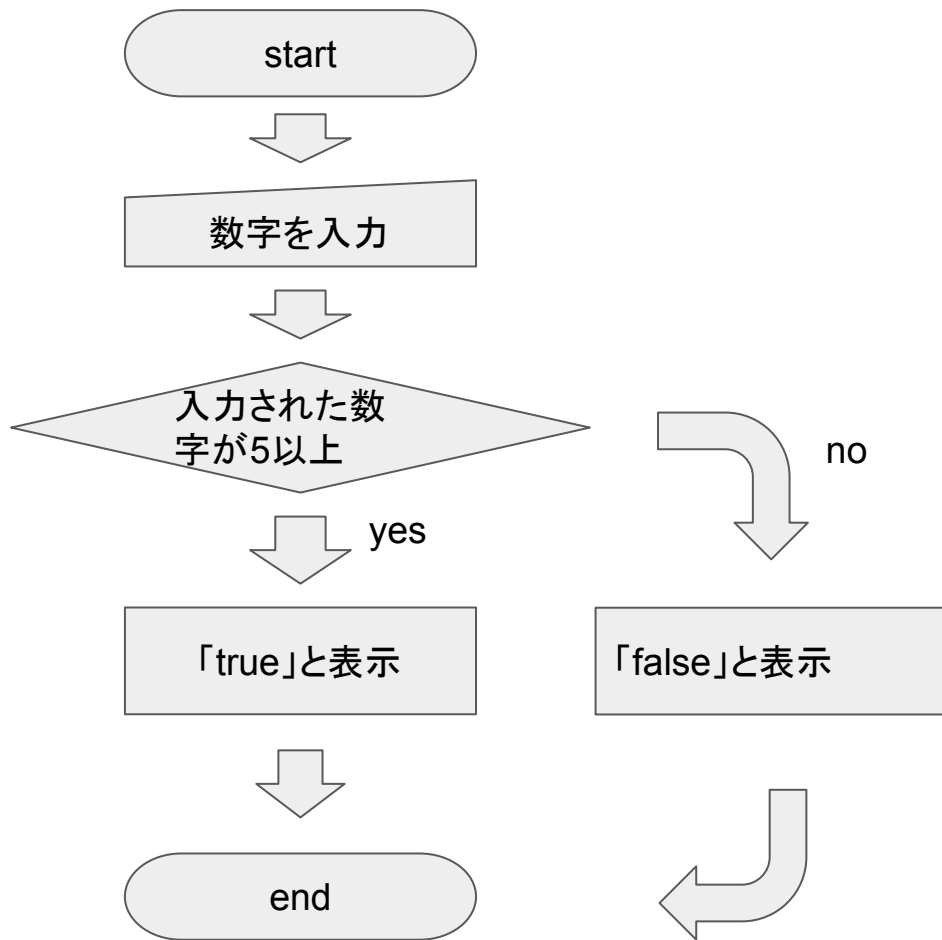 start
数字を入力
入力された数
字が5以上
no
yes
「true」と表示
「false」と表示
end